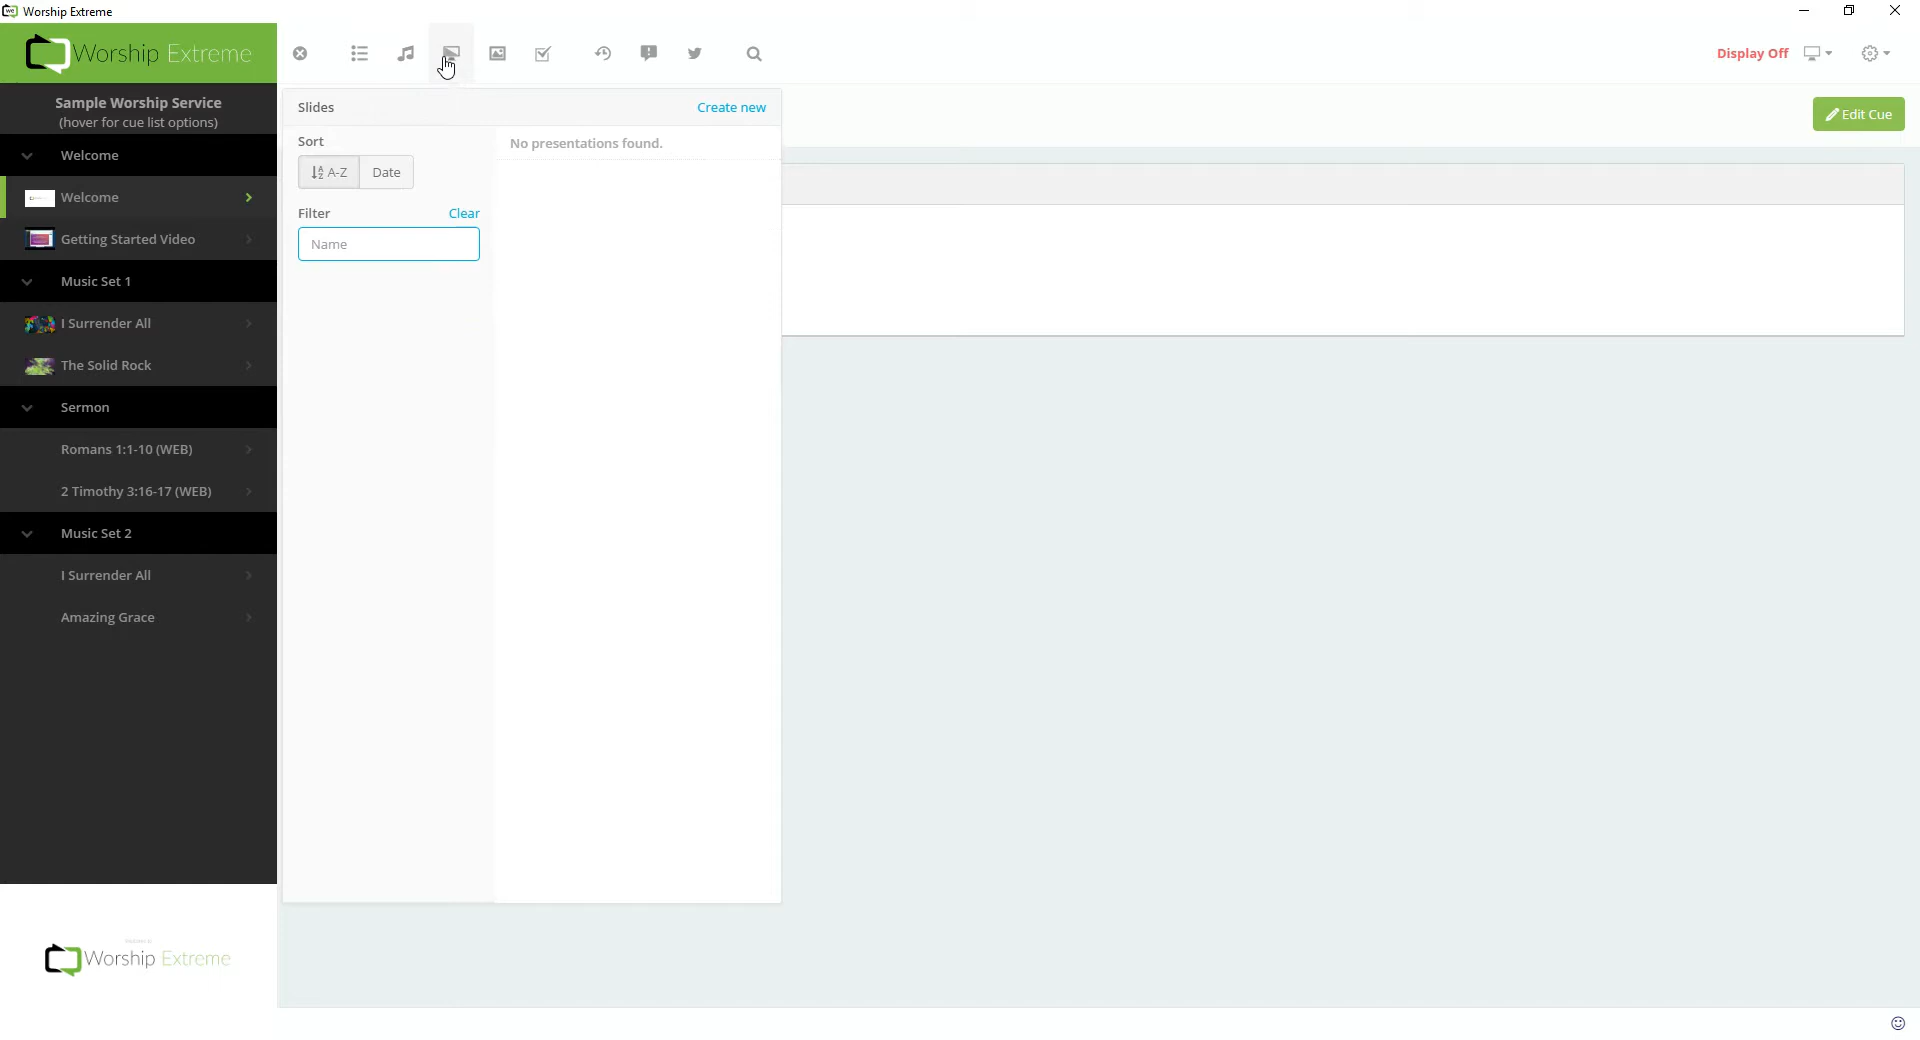 Worship Extreme
Worship Extreme
Display Off
Sample Worship Service
(hover for cue list options)
Slides
Create new
Edit Cue
Sort
No presentations found.
A-Z
Date
Filter
Clear
Name
Welcome
Welcome
Getting Started Video
Music Set 1
I Surrender All
The Solid Rock
Sermon
Romans 1:1-10 (WEB)
2 Timothy 3:16-17 (WEB)
Music Set 2
I Surrender All
Amazing Grace
Worship Extreme